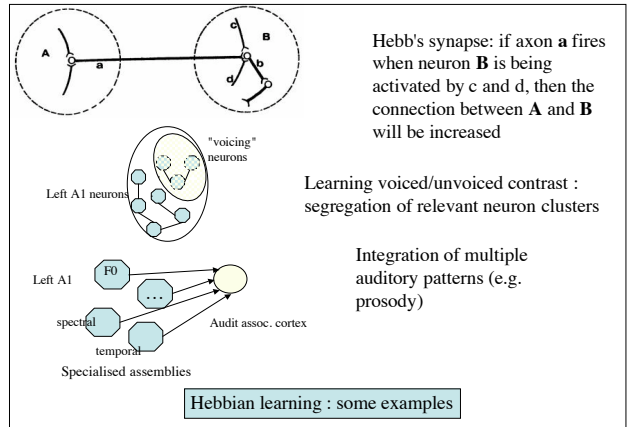 A
a
c
B
b
d
Hebb's synapse: if axon a fires
when neuron B is being
activated by c and d, then the
connection between A and B
will be increased
"voicing"
neurons
Left A1 neurons
Learning voiced/unvoiced contrast :
segregation of relevant neuron clusters
Integration of multiple
auditory patterns (e.g.
prosody)
Left A1
F0
...
spectral
Audit assoc. cortex
temporal
Specialised assemblies
Hebbian learning : some examples